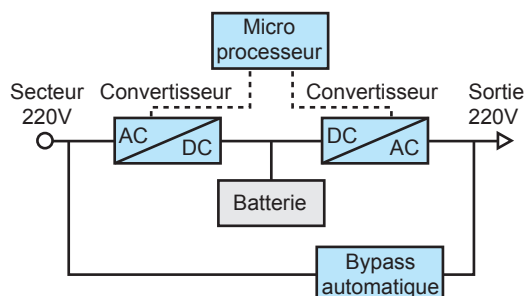 Micro
processeur
Secteur
220V
Convertisseur
Convertisseur
Sortie
220V
AC
DC
DC
AC
Batterie
Bypass
automatique